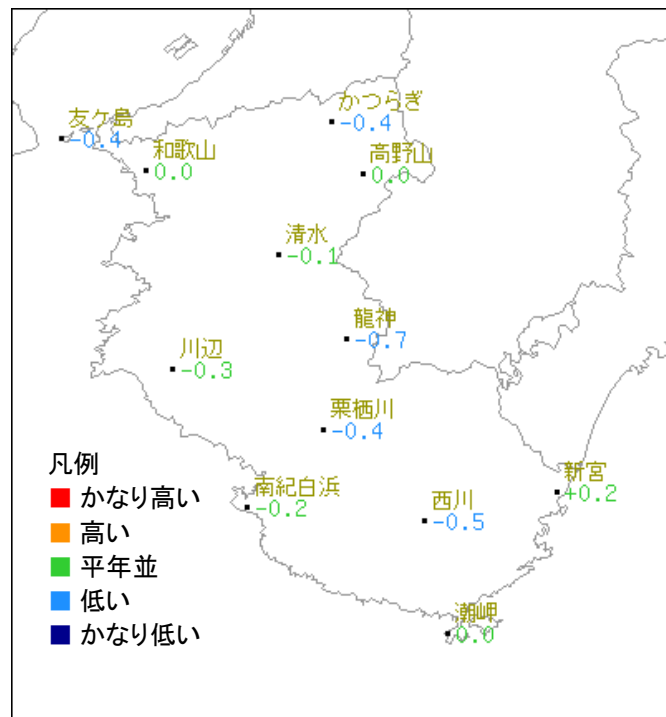 かつらぎ
-0.4
友ケ島
-0.4
和歌山
0.0
高野山
0.0
清水
-0.1
龍神
-0.7
川辺
-0.3
栗栖川
-0.4
新宮
+0.2
南紀白浜
-0.2
西川
-0.5
潮岬
0.0
凡例
かなり高い
高い
平年並
低い
かなり低い